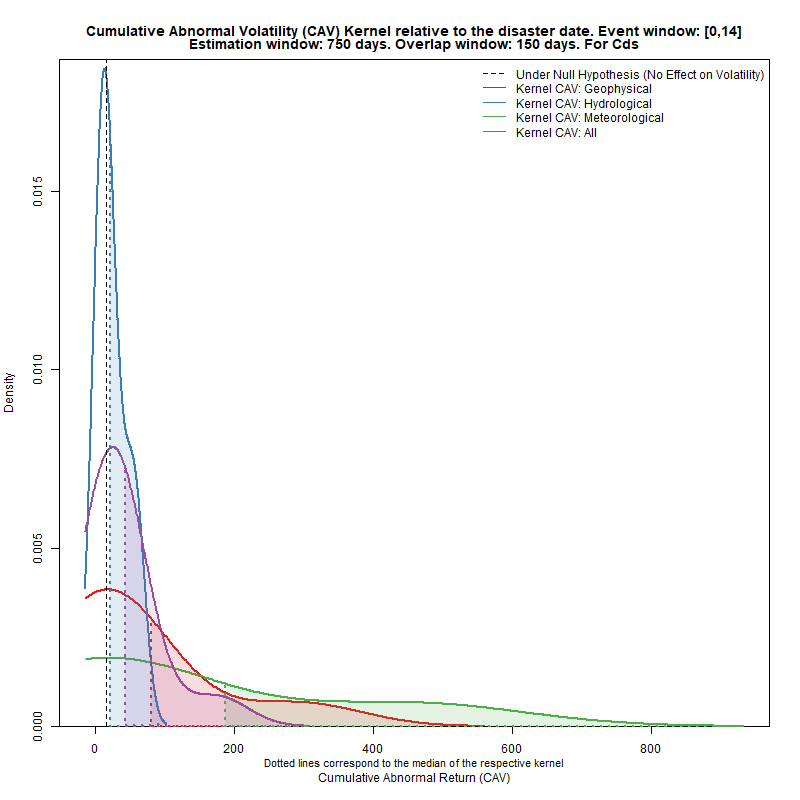 Cumulative Abnormal Volatility (CAV) Kernel relative to the disaster date. Event window: [0,14]
Estimation window: 750 days. Overlap window: 150 days. For Cds
Under Null Hypothesis (No Effect on Volatility)
Kernel CAV: Geophysical
Kernel CAV: Hydrological
Kernel CAV: Meteorological
Kernel CAV: All
Density
0.015
0.010
0.005
0.000
0 200 400 600 800
Dotted lines correspond to the median of the respective kernel
Cumulative Abnormal Return (CAV)